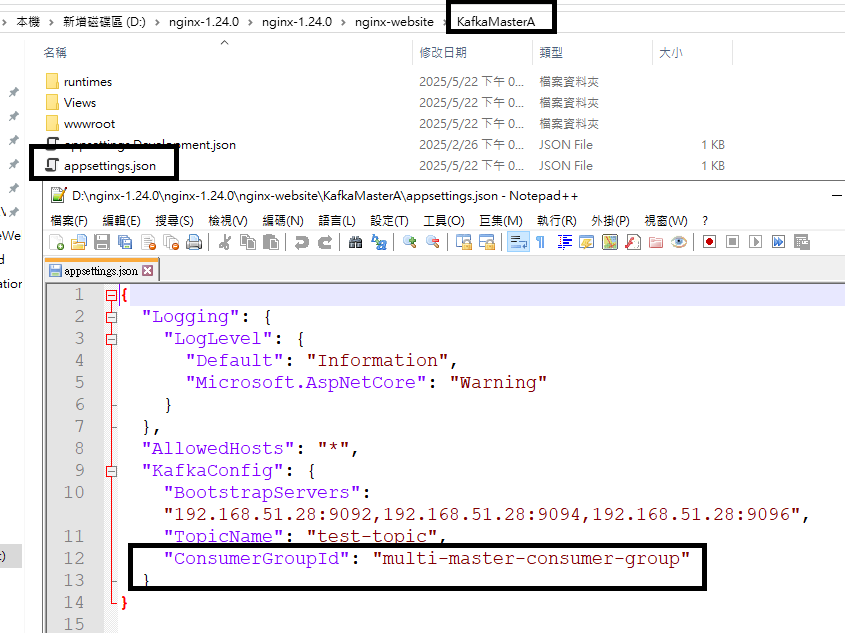 本機 > 新增磁碟區 (D:) > nginx-1.24.0 > nginx-1.24.0 > nginx-website > KafkaMasterA
名稱 修改日期 類型 大小
runtimes 2025/5/22 下午 0... 檔案資料夾
Views 2025/5/22 下午 0... 檔案資料夾
wwwroot 2025/5/22 下午 0... 檔案資料夾
appsettings.Development.json 2025/2/26 下午 0... JSON File 1 KB
appsettings.json 2025/5/22 下午 0... JSON File 1 KB
D:\nginx-1.24.0\nginx-1.24.0\nginx-website\KafkaMasterA\appsettings.json - Notepad++
檔案(F) 編輯(E) 搜尋(S) 檢視(V) 編碼(N) 語言(L) 設定(T) 工具(O) 巨集(M) 執行(R) 外掛(P) 視窗(W) ?
appsettings.json
1 {
2 "Logging": {
3 "LogLevel": {
4 "Default": "Information",
5 "Microsoft.AspNetCore": "Warning"
6 }
7 },
8 "AllowedHosts": "*",
9 "KafkaConfig": {
10 "BootstrapServers":
"192.168.51.28:9092,192.168.51.28:9094,192.168.51.28:9096",
11 "TopicName": "test-topic",
12 "ConsumerGroupId": "multi-master-consumer-group"
13 }
14 }
15